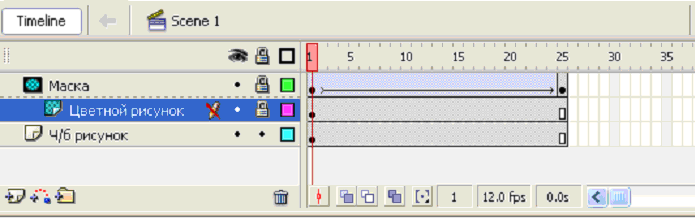 Timeline Scene 1
1 5 10 15 20 25 30 35
Маска
Цветной рисунок
Ч/б рисунок
1 12.0 fps 0.0s